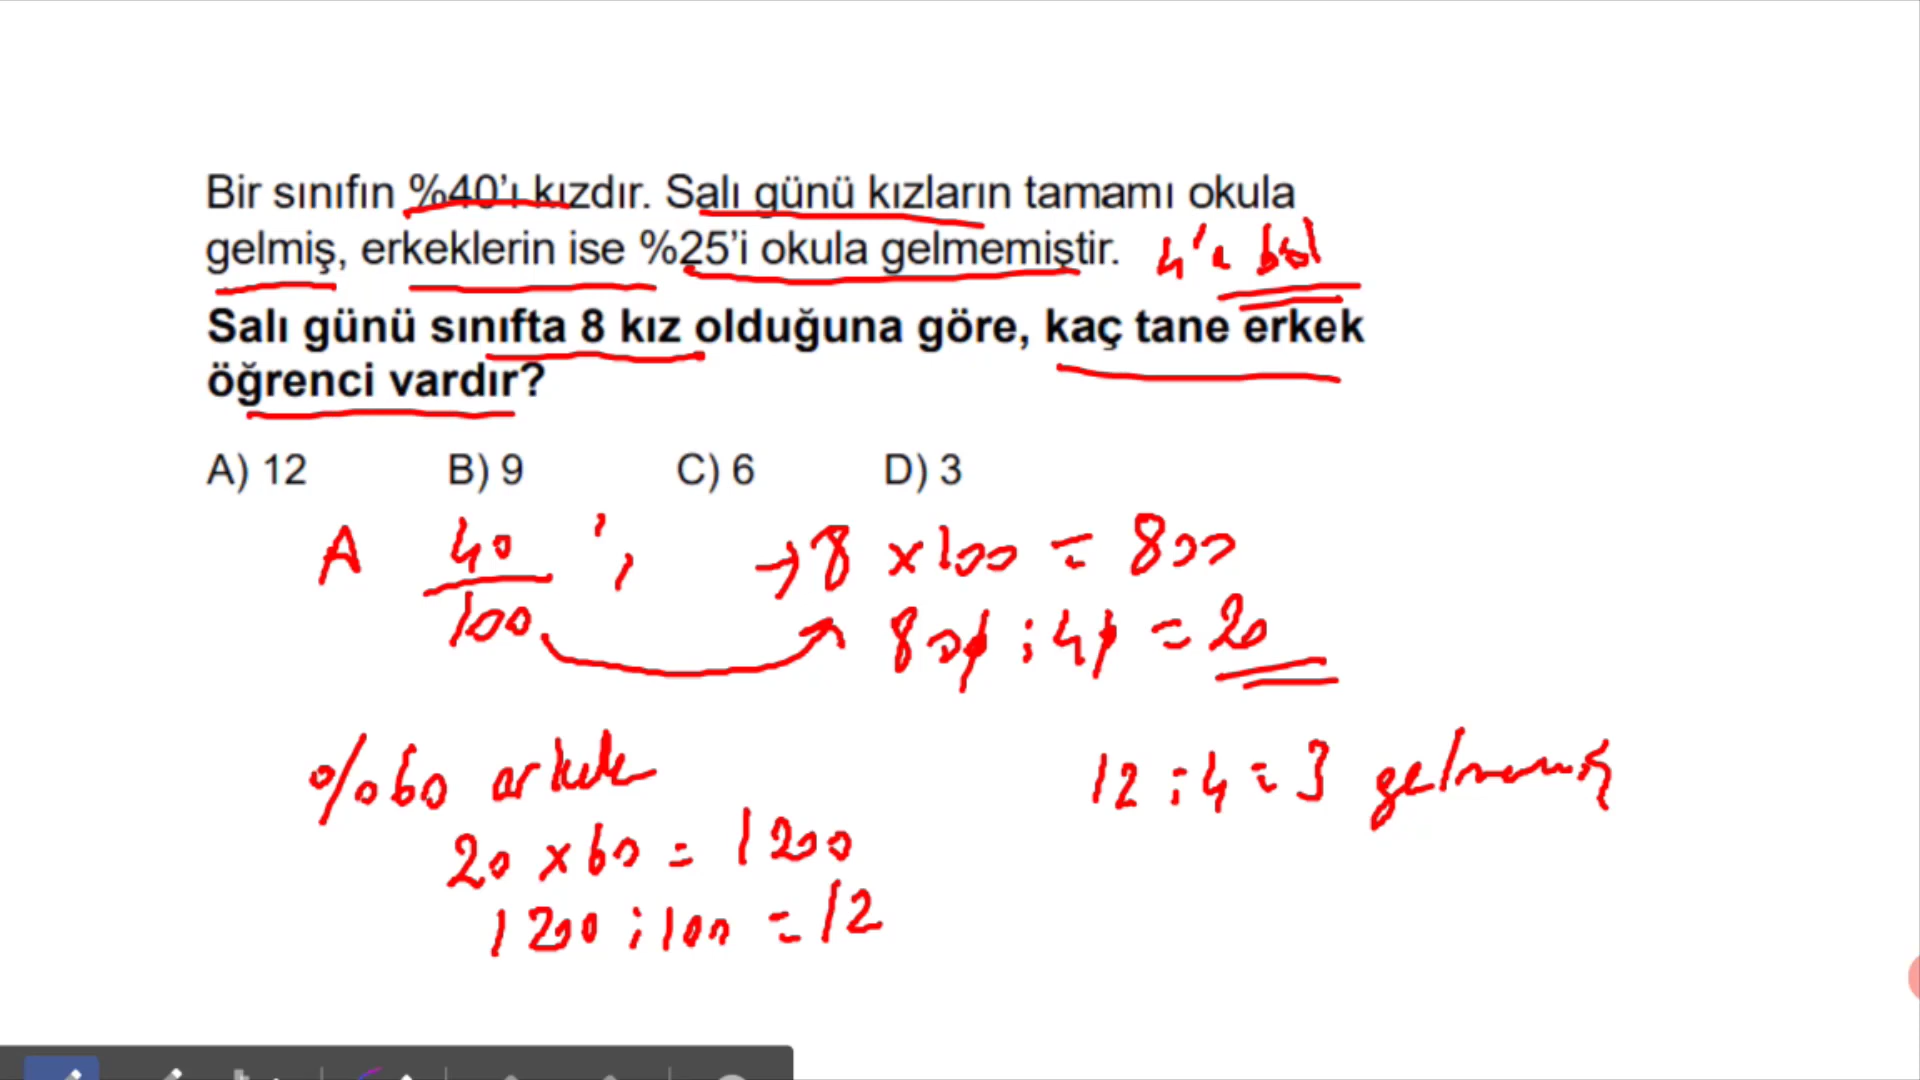 Bir sınıfın %40'ı kızdır. Salı günü kızların tamamı okula
gelmiş, erkeklerin ise %25'i okula gelmemiştir. 4'e böl
Salı günü sınıfta 8 kız olduğuna göre, kaç tane erkek
öğrenci vardır?
A) 12 B) 9 C) 6 D) 3
A 40/100 'ı → 8 x 100 = 800
800 : 40 = 20
%60 erkek
12 : 4 = 3 gelmemiş
20 x 60 = 1200
1200 : 100 = 12